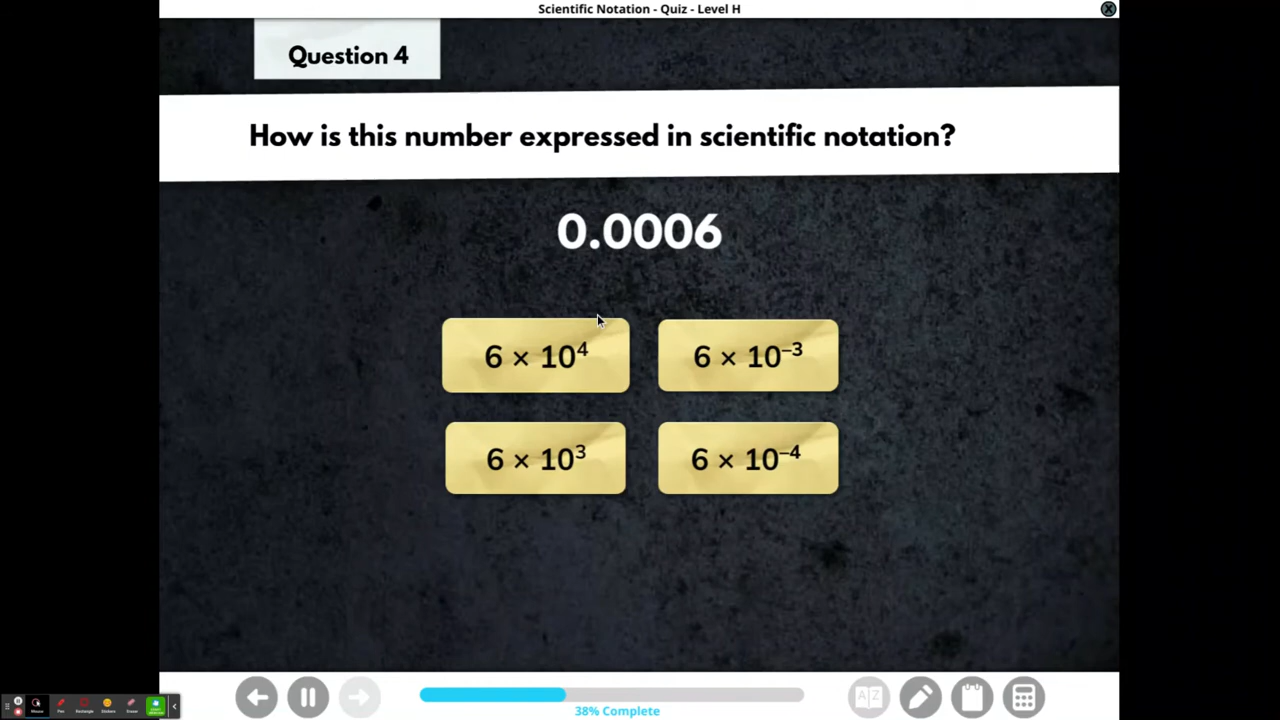 Scientific Notation - Quiz - Level H
Question 4
How is this number expressed in scientific notation?
0.0006
6 × 10⁴
6 × 10⁻³
6 × 10³
6 × 10⁻⁴
38% Complete